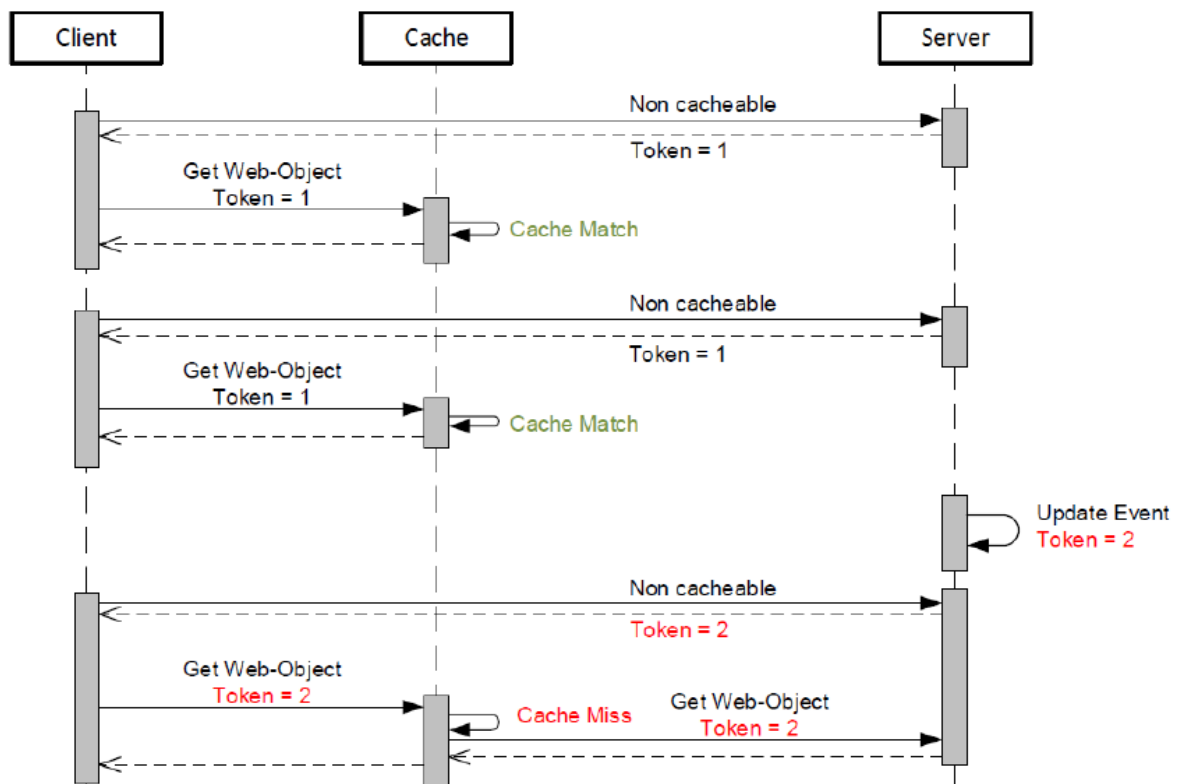 Client
Cache
Server
Non cacheable
Token = 1
Get Web-Object
Token = 1
Cache Match
Non cacheable
Token = 1
Get Web-Object
Token = 1
Cache Match
Update Event
Token = 2
Non cacheable
Token = 2
Get Web-Object
Token = 2
Cache Miss
Get Web-Object
Token = 2